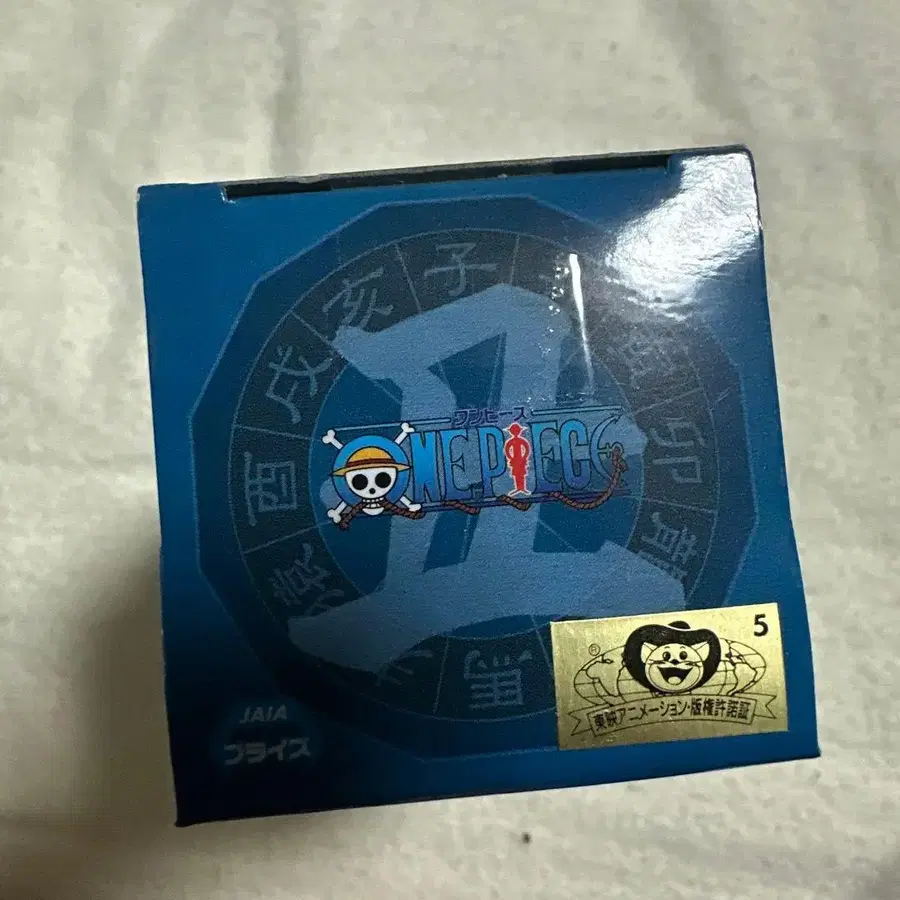 子
亥
戌
酉
卯
馬
丑
ワンピース
ONE PIECE
5
®
東映アニメーション・版権許諾証
JAIA
プライズ